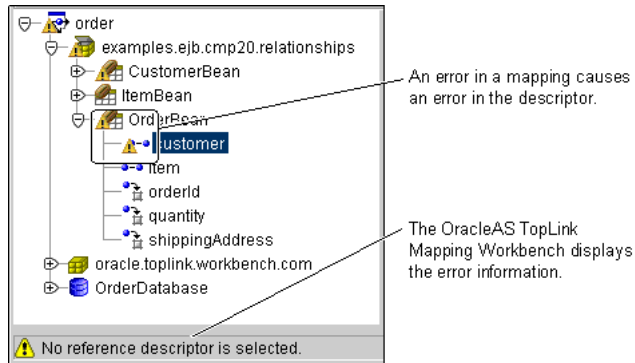 order
examples.ejb.cmp20.relationships
CustomerBean
ItemBean
OrderBean
customer
item
orderId
quantity
shippingAddress
oracle.toplink.workbench.com
OrderDatabase
No reference descriptor is selected.
An error in a mapping causes
an error in the descriptor.
The OracleAS TopLink
Mapping Workbench displays
the error information.